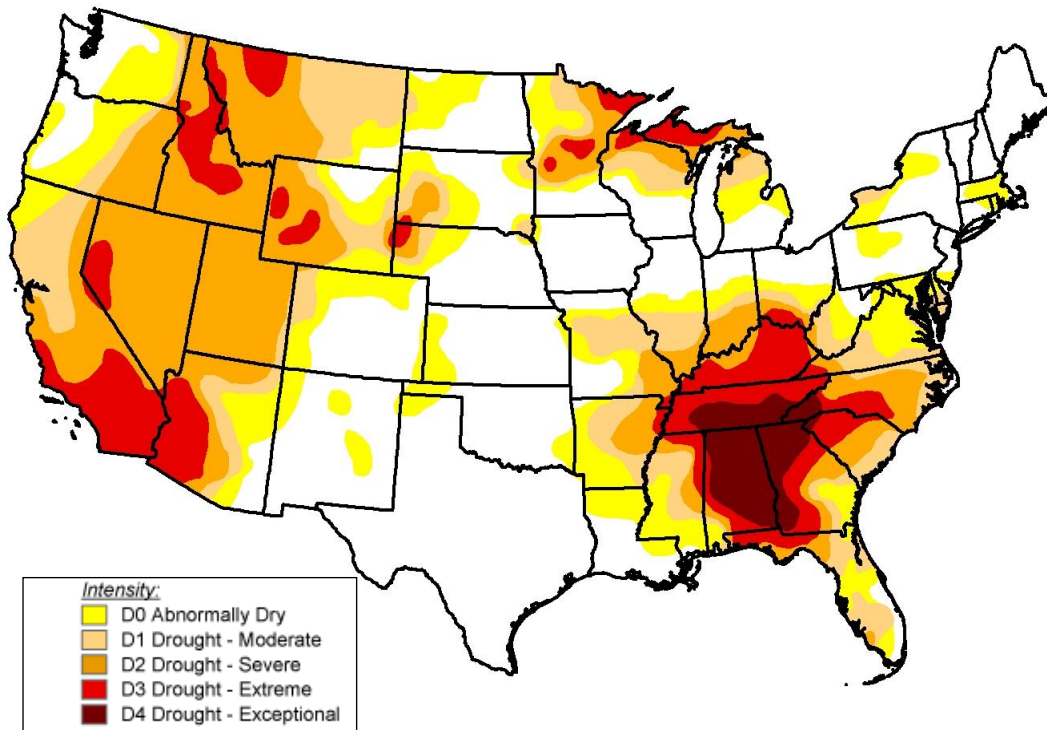 Intensity:
D0 Abnormally Dry
D1 Drought - Moderate
D2 Drought - Severe
D3 Drought - Extreme
D4 Drought - Exceptional